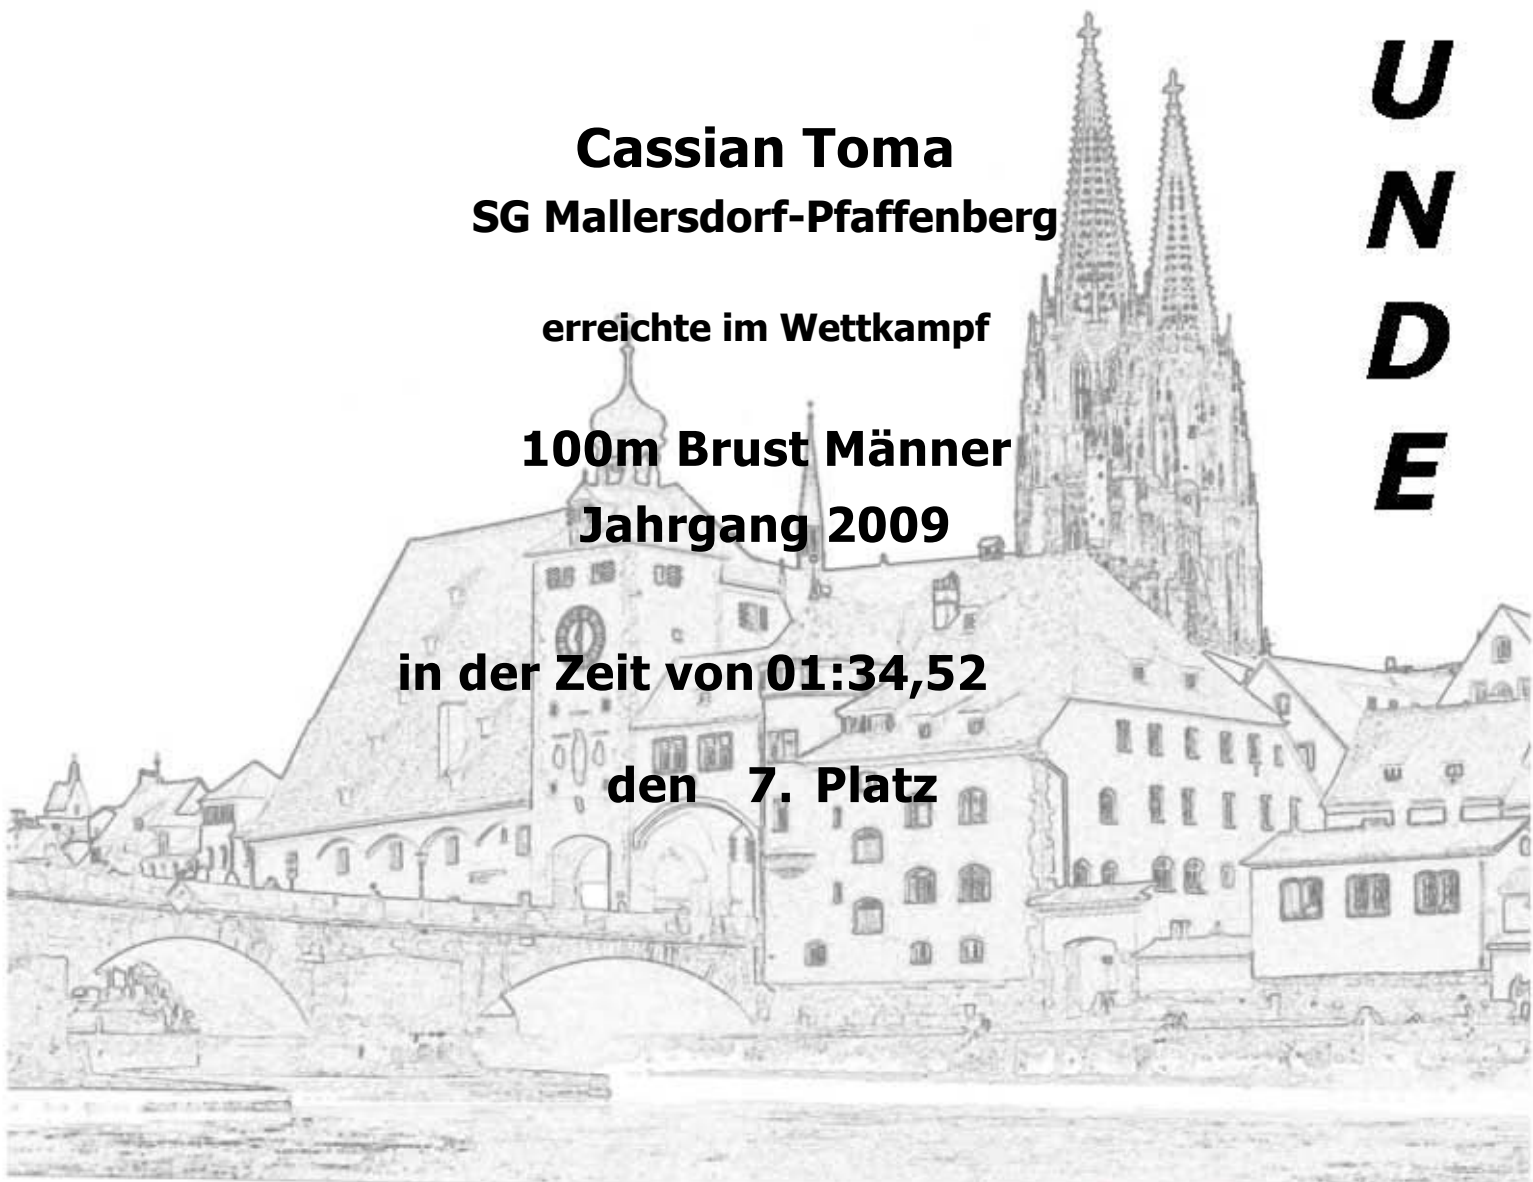 Cassian Toma
SG Mallersdorf-Pfaffenberg
erreichte im Wettkampf
100m Brust Männer
Jahrgang 2009
in der Zeit von 01:34,52
den 7. Platz
U
N
D
E